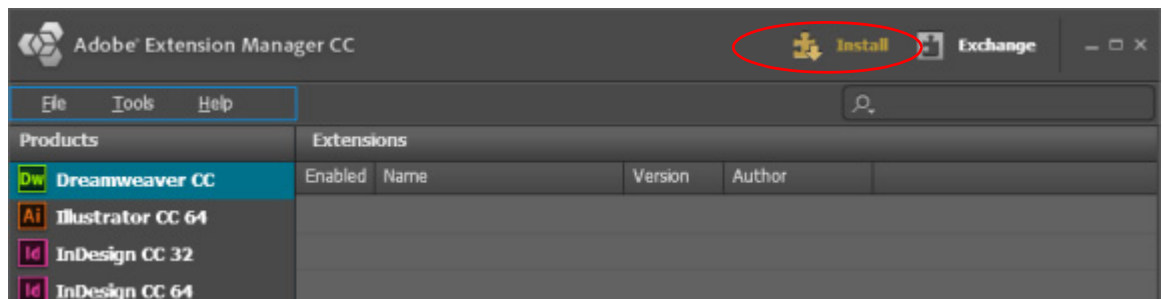 Adobe® Extension Manager CC
Install
Exchange
File Tools Help
Products
Extensions
Enabled Name Version Author
Dw Dreamweaver CC
Ai Illustrator CC 64
Id InDesign CC 32
Id InDesign CC 64